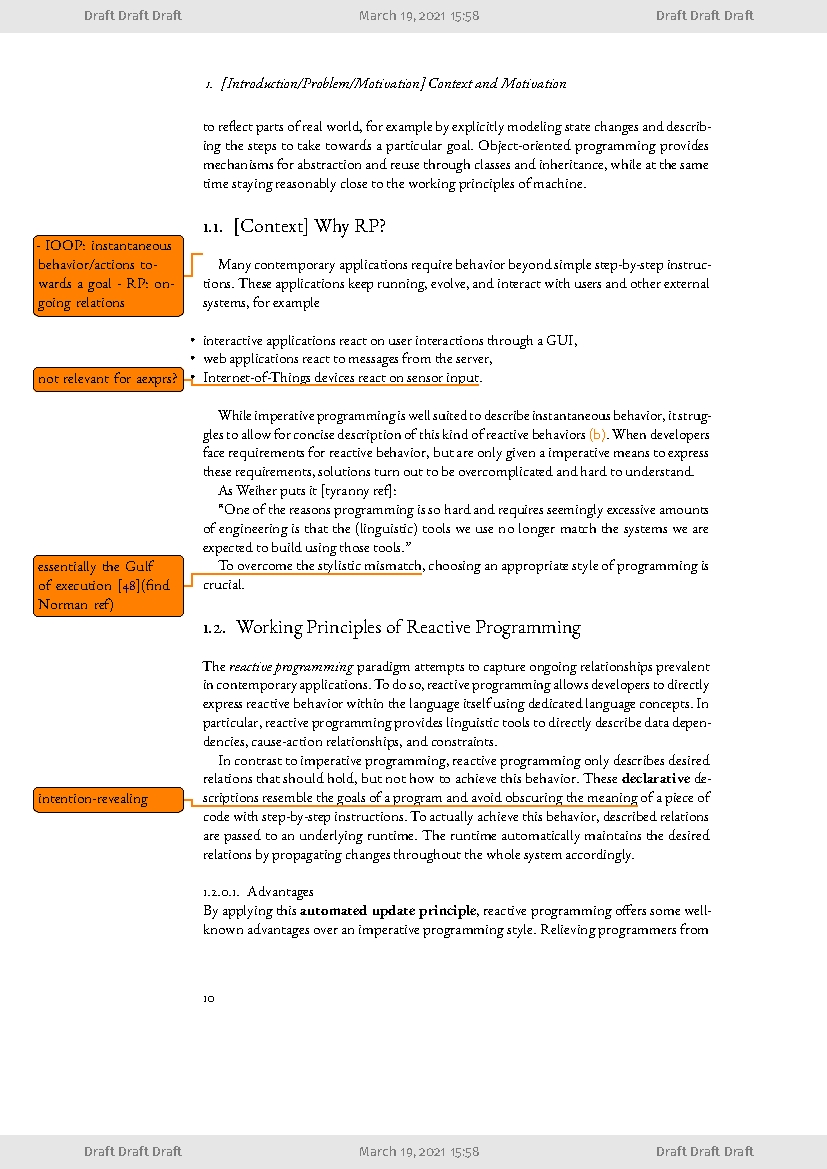 Draft Draft Draft March 19, 2021 15:58 Draft Draft Draft
1. [Introduction/Problem/Motivation] Context and Motivation
to reflect parts of real world, for example by explicitly modeling state changes and describ-
ing the steps to take towards a particular goal. Object-oriented programming provides
mechanisms for abstraction and reuse through classes and inheritance, while at the same
time staying reasonably close to the working principles of machine.
1.1. [Context] Why RP?
- IOOP: instantaneous
behavior/actions to-
wards a goal - RP: on-
going relations
Many contemporary applications require behavior beyond simple step-by-step instruc-
tions. These applications keep running, evolve, and interact with users and other external
systems, for example
• interactive applications react on user interactions through a GUI,
• web applications react to messages from the server,
not relevant for aexprs?
• Internet-of-Things devices react on sensor input.
While imperative programming is well suited to describe instantaneous behavior, it strug-
gles to allow for concise description of this kind of reactive behaviors (b). When developers
face requirements for reactive behavior, but are only given a imperative means to express
these requirements, solutions turn out to be overcomplicated and hard to understand.
As Weiher puts it [tyranny ref]:
"One of the reasons programming is so hard and requires seemingly excessive amounts
of engineering is that the (linguistic) tools we use no longer match the systems we are
expected to build using those tools."
essentially the Gulf
of execution [48](find
Norman ref)
To overcome the stylistic mismatch, choosing an appropriate style of programming is
crucial.
1.2. Working Principles of Reactive Programming
The reactive programming paradigm attempts to capture ongoing relationships prevalent
in contemporary applications. To do so, reactive programming allows developers to directly
express reactive behavior within the language itself using dedicated language concepts. In
particular, reactive programming provides linguistic tools to directly describe data depen-
dencies, cause-action relationships, and constraints.
In contrast to imperative programming, reactive programming only describes desired
relations that should hold, but not how to achieve this behavior. These declarative de-
intention-revealing
scriptions resemble the goals of a program and avoid obscuring the meaning of a piece of
code with step-by-step instructions. To actually achieve this behavior, described relations
are passed to an underlying runtime. The runtime automatically maintains the desired
relations by propagating changes throughout the whole system accordingly.
1.2.0.1. Advantages
By applying this automated update principle, reactive programming offers some well-
known advantages over an imperative programming style. Relieving programmers from
10
Draft Draft Draft March 19, 2021 15:58 Draft Draft Draft